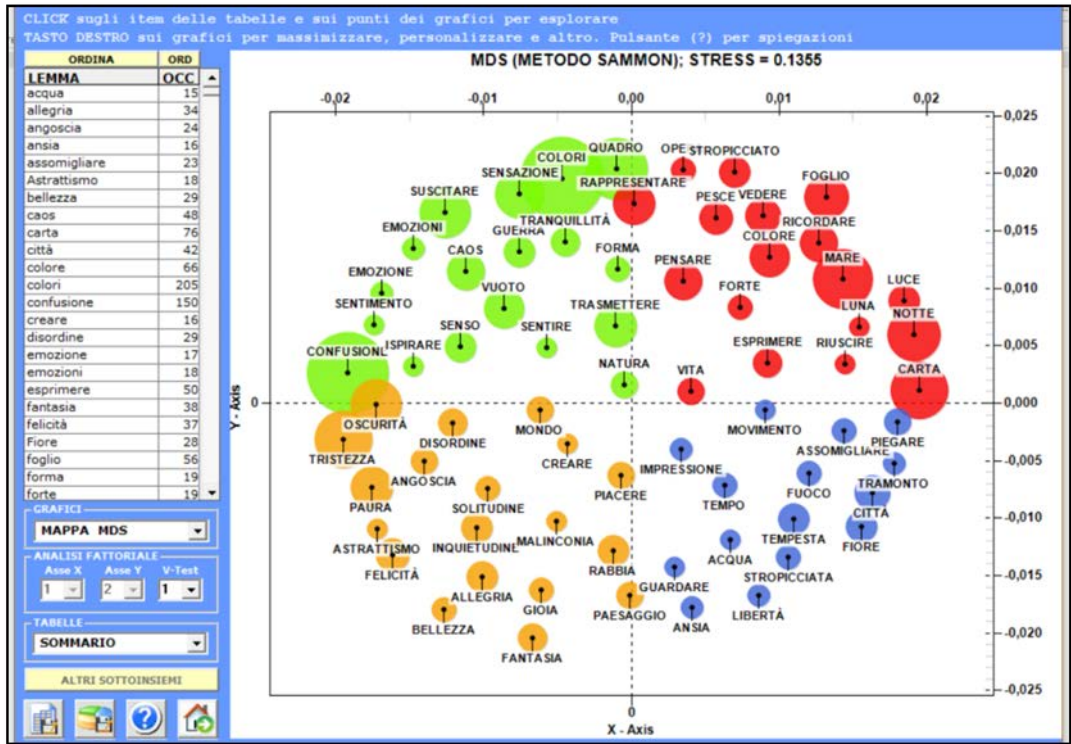 CLICK sugli item delle tabelle e sui punti dei grafici per esplorare
TASTO DESTRO sui grafici per massimizzare, personalizzare e altro. Pulsante (?) per spiegazioni
ORDINA ORD
LEMMA OCC
acqua 15
allegria 34
angoscia 24
ansia 16
assomigliare 23
Astrattismo 18
bellezza 29
caos 48
carta 76
città 42
colore 66
colori 205
confusione 150
creare 16
disordine 29
emozione 17
emozioni 18
esprimere 50
fantasia 38
felicità 37
Fiore 28
foglio 56
forma 19
forte 19
GRAFICI
MAPPA MDS
ANALISI FATTORIALE
Asse X Asse Y V-Test
1 2 1
TABELLE
SOMMARIO
ALTRI SOTTOINSIEMI
?
MDS (METODO SAMMON); STRESS = 0.1355
-0,02 -0,01 0,00 0,01 0,02
0,025
0,020
0,015
0,010
0,005
0,000
-0,005
-0,010
-0,015
-0,020
-0,025
0
Y - Axis
0
X - Axis
QUADRO
OPE
STROPICCIATO
COLORI
SENSAZIONE
RAPPRESENTARE
FOGLIO
SUSCITARE
PESCE
VEDERE
TRANQUILLITÀ
RICORDARE
EMOZIONI
GUERRA
COLORE
CAOS
FORMA
PENSARE
MARE
EMOZIONE
VUOTO
FORTE
LUCE
SENTIMENTO
TRASMETTERE
LUNA
NOTTE
SENSO
SENTIRE
ESPRIMERE
RIUSCIRE
CONFUSIONE
ISPIRARE
NATURA
VITA
CARTA
OSCURITÀ
MONDO
MOVIMENTO
DISORDINE
ASSOMIGLIARE
PIEGARE
TRISTEZZA
CREARE
IMPRESSIONE
TRAMONTO
ANGOSCIA
PIACERE
TEMPO
FUOCO
PAURA
SOLITUDINE
CITTÀ
ASTRATTISMO
INQUIETUDINE
MALINCONIA
TEMPESTA
FIORE
FELICITÀ
RABBIA
ACQUA
STROPICCIATA
ALLEGRIA
GIOIA
PAESAGGIO
GUARDARE
LIBERTÀ
BELLEZZA
ANSIA
FANTASIA